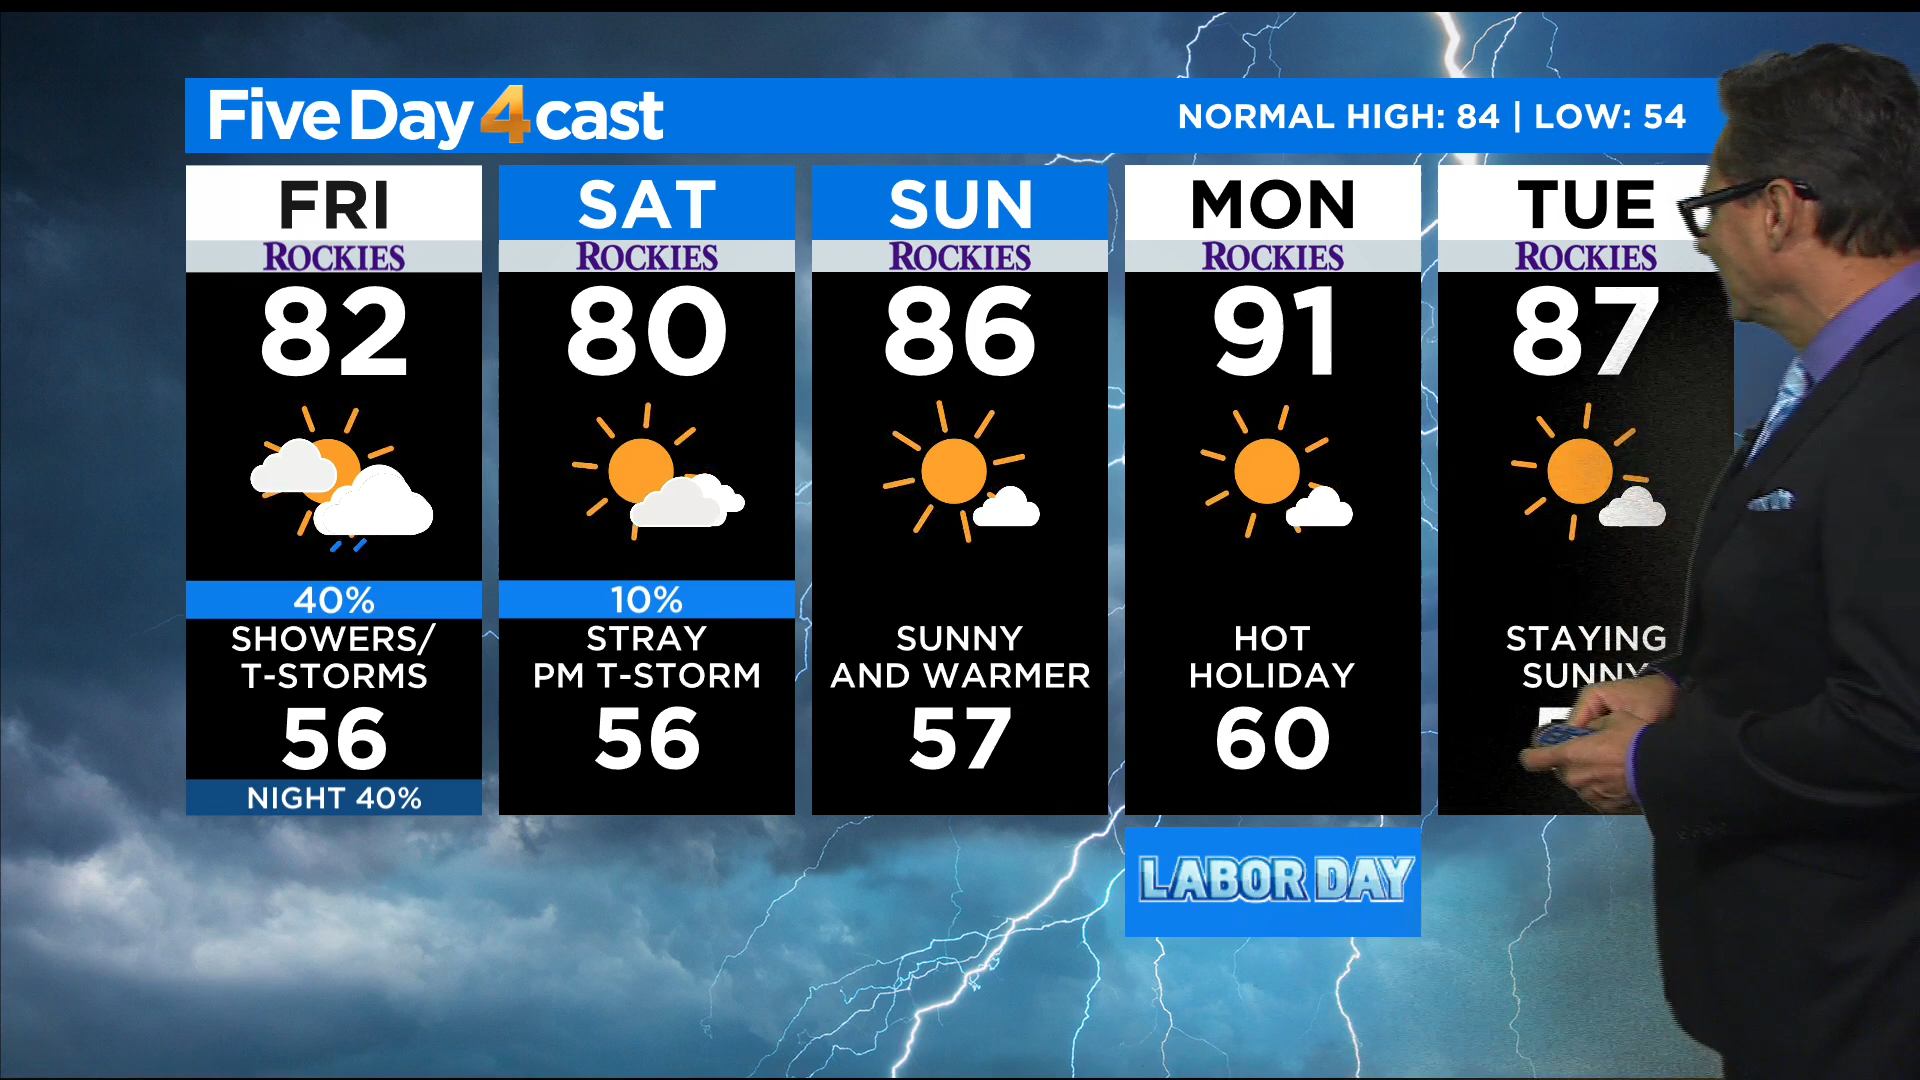 Five Day 4cast
NORMAL HIGH: 84 | LOW: 54
FRI
ROCKIES
82
40%
SHOWERS/
T-STORMS
56
NIGHT 40%
SAT
ROCKIES
80
10%
STRAY
PM T-STORM
56
SUN
ROCKIES
86
SUNNY
AND WARMER
57
MON
ROCKIES
91
HOT
HOLIDAY
60
LABOR DAY
TUE
ROCKIES
87
STAYING
SUNNY